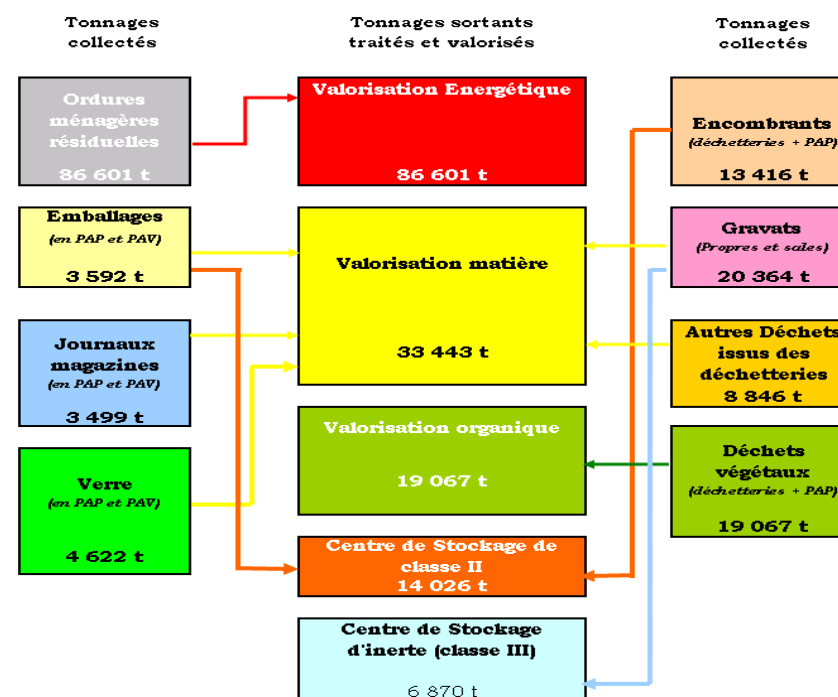 Tonnages
collectés
Tonnages sortants
traités et valorisés
Tonnages
collectés
Ordures
ménagères
résiduelles
86 601 t
Valorisation Energétique
86 601 t
Encombrants
(déchetteries + PAP)
13 416 t
Emballages
(en PAP et PAV)
3 592 t
Valorisation matière
33 443 t
Gravats
(Propres et sales)
20 364 t
Journaux
magazines
(en PAP et PAV)
3 499 t
Autres Déchets
issus des
déchetteries
8 846 t
Valorisation organique
19 067 t
Déchets
végétaux
(déchetteries + PAP)
19 067 t
Verre
(en PAP et PAV)
4 622 t
Centre de Stockage de
classe II
14 026 t
Centre de Stockage
d'inerte (classe III)
6 870 t